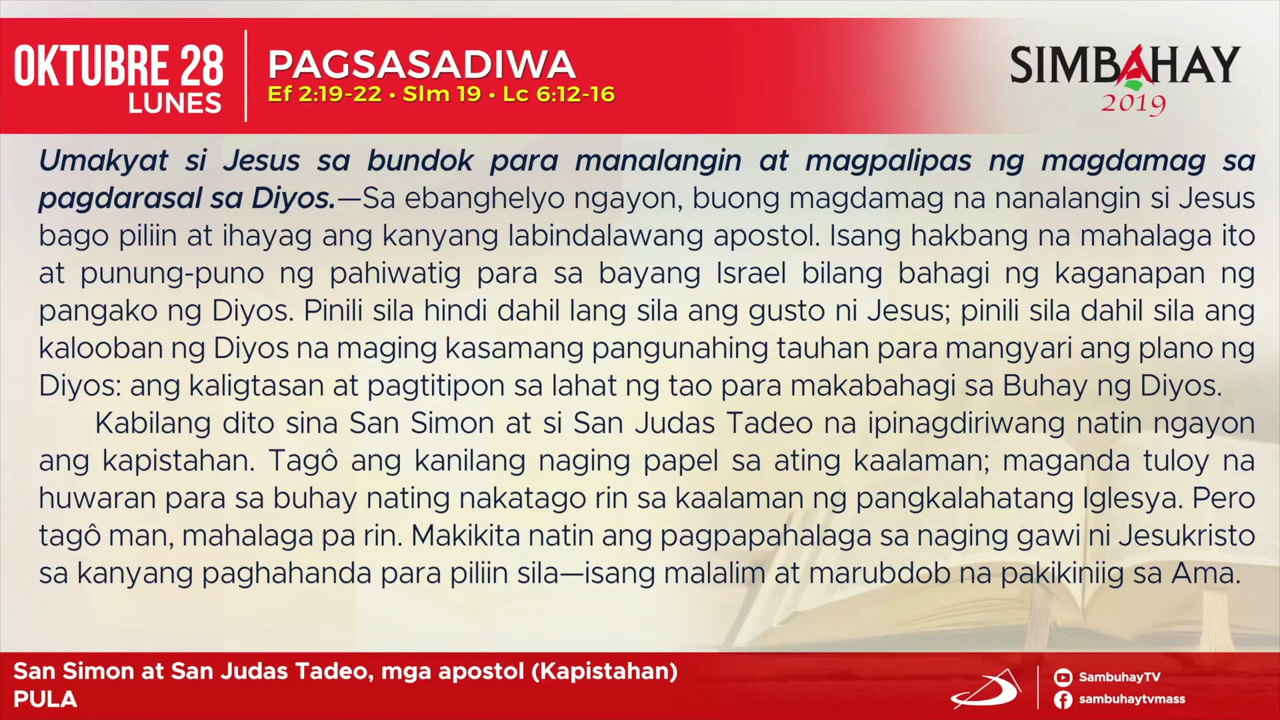 OKTUBRE 28
LUNES
PAGSASADIWA
Ef 2:19-22 • Slm 19 • Lc 6:12-16
SIMBAHAY
2019
Umakyat si Jesus sa bundok para manalangin at magpalipas ng magdamag sa
pagdarasal sa Diyos.—Sa ebanghelyo ngayon, buong magdamag na nanalangin si Jesus
bago piliin at ihayag ang kanyang labindalawang apostol. Isang hakbang na mahalaga ito
at punung-puno ng pahiwatig para sa bayang Israel bilang bahagi ng kaganapan ng
pangako ng Diyos. Pinili sila hindi dahil lang sila ang gusto ni Jesus; pinili sila dahil sila ang
kalooban ng Diyos na maging kasamang pangunahing tauhan para mangyari ang plano ng
Diyos: ang kaligtasan at pagtitipon sa lahat ng tao para makabahagi sa Buhay ng Diyos.
Kabilang dito sina San Simon at si San Judas Tadeo na ipinagdiriwang natin ngayon
ang kapistahan. Tagô ang kanilang naging papel sa ating kaalaman; maganda tuloy na
huwaran para sa buhay nating nakatago rin sa kaalaman ng pangkalahatang Iglesya. Pero
tagô man, mahalaga pa rin. Makikita natin ang pagpapahalaga sa naging gawi ni Jesukristo
sa kanyang paghahanda para piliin sila—isang malalim at marubdob na pakikiniig sa Ama.
San Simon at San Judas Tadeo, mga apostol (Kapistahan)
PULA
SambuhayTV
sambuhaytvmass